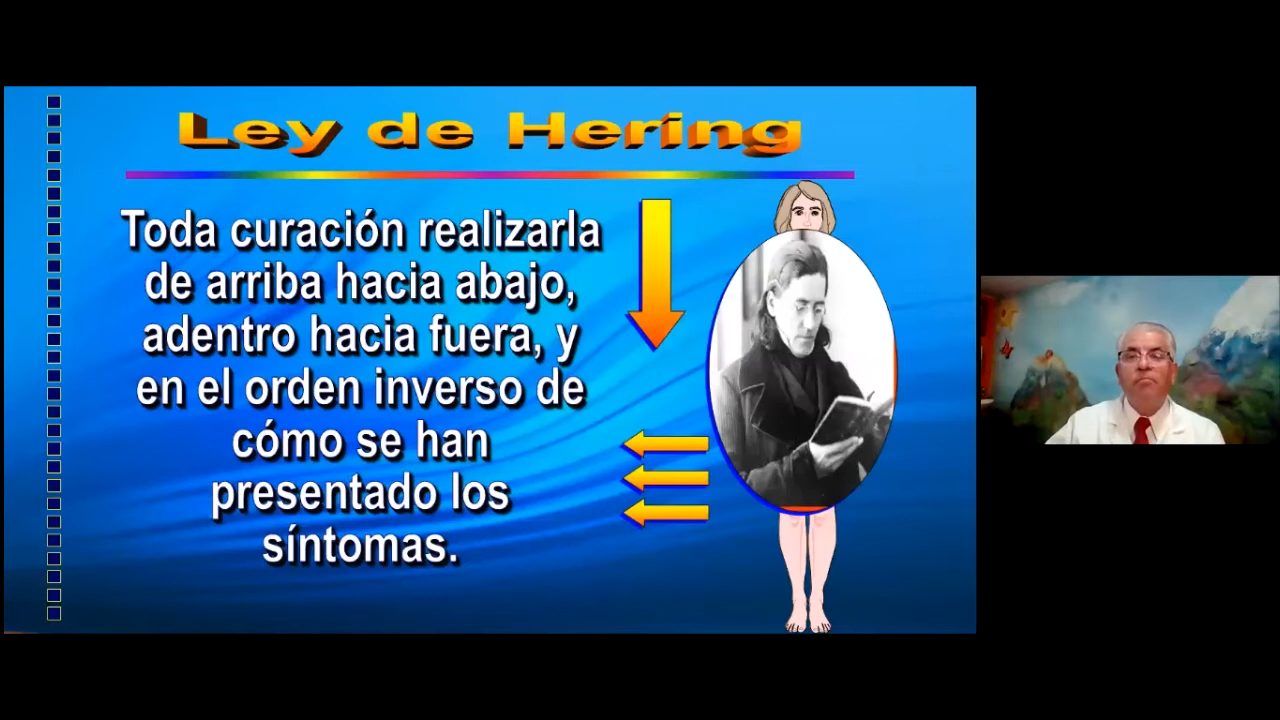 Ley de Hering
Toda curación realizarla
de arriba hacia abajo,
adentro hacia fuera, y
en el orden inverso de
cómo se han
presentado los
síntomas.